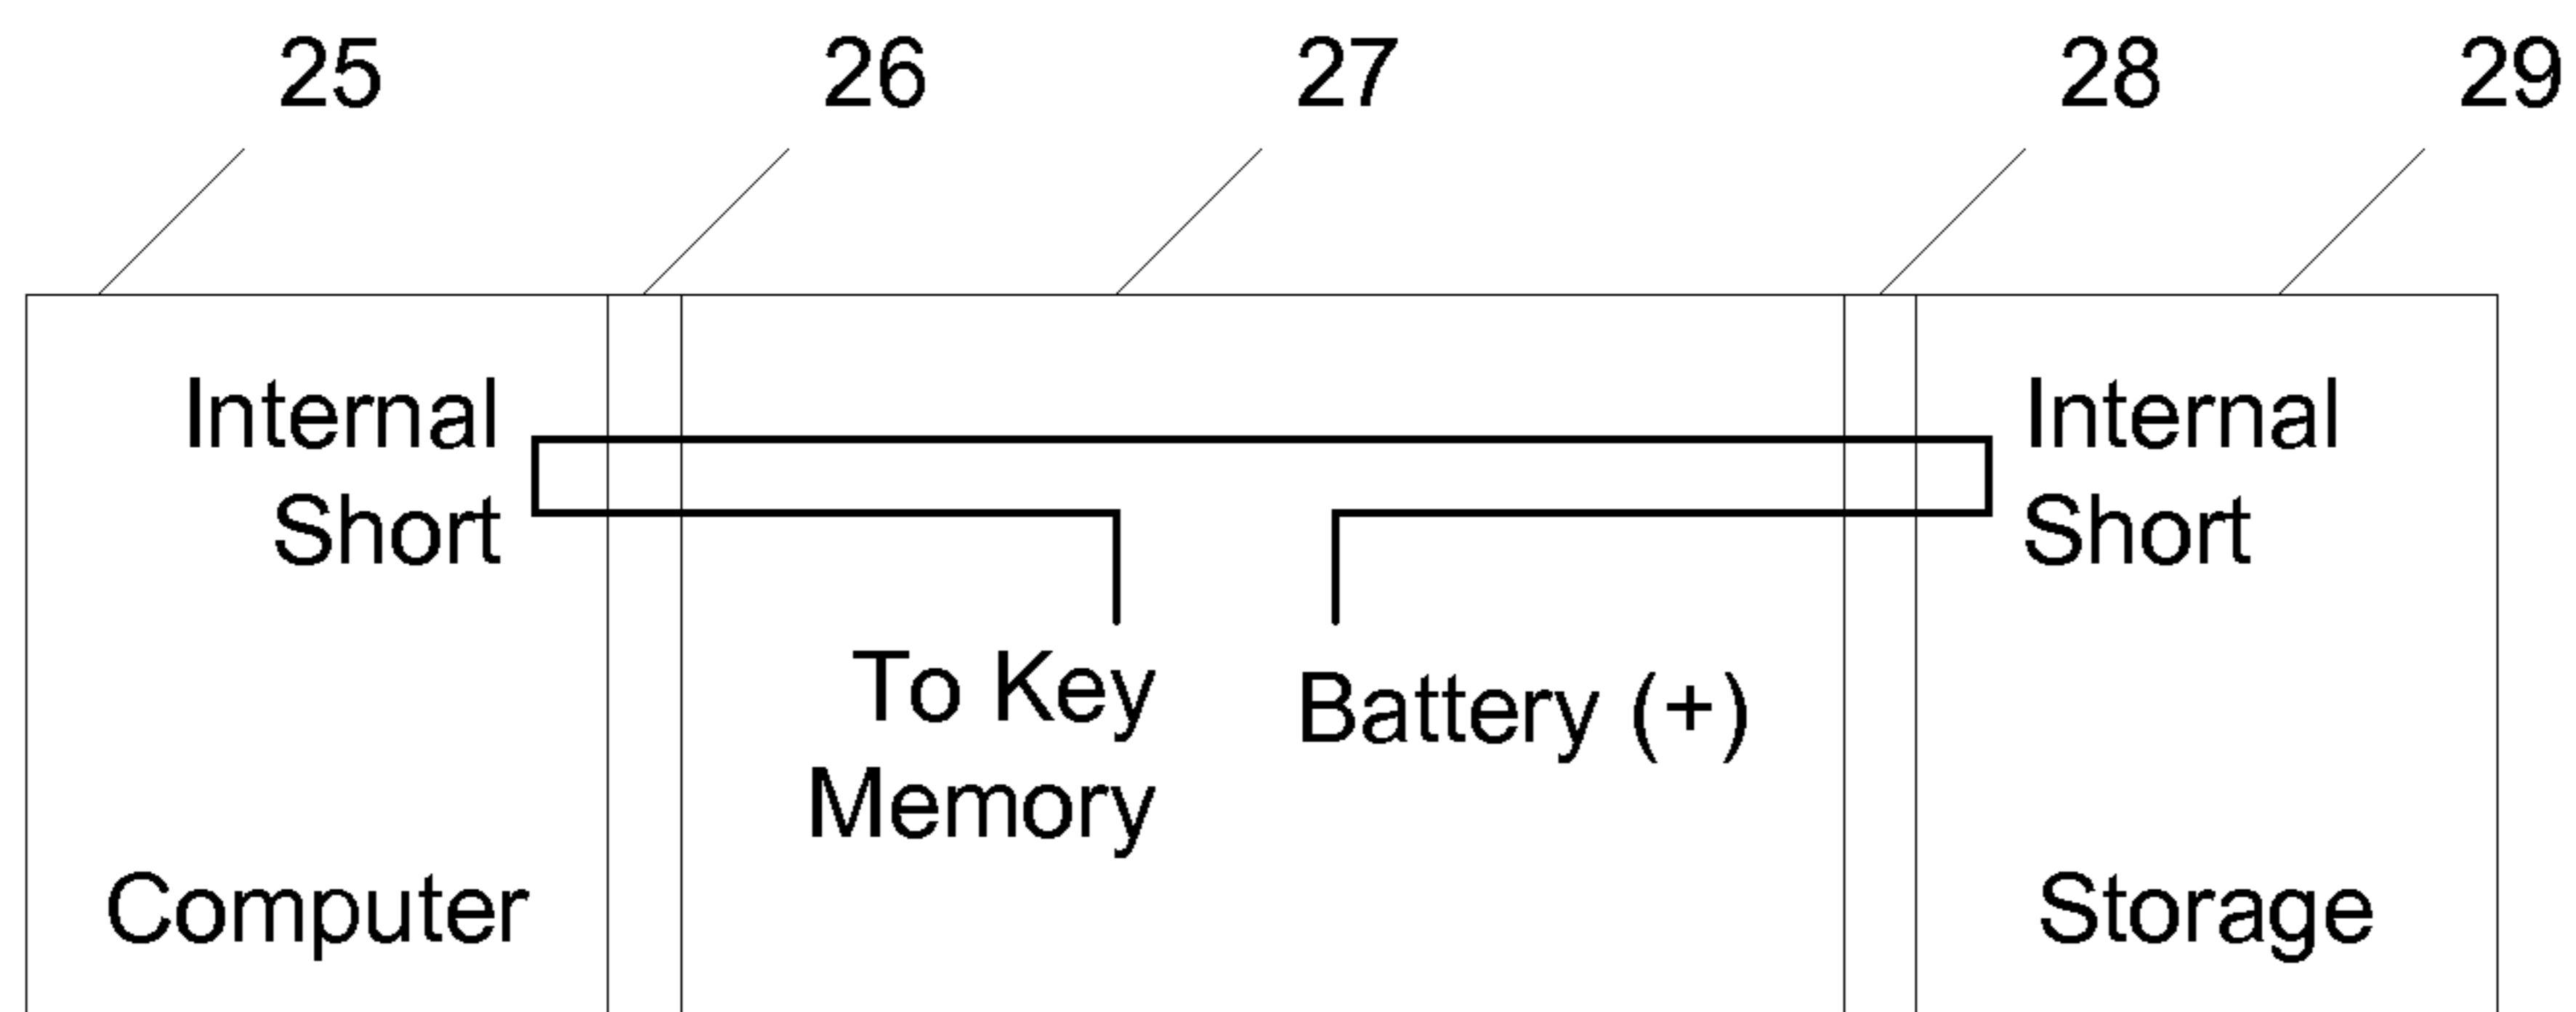 25 26 27 28 29
Internal
Short
Internal
Short
To Key
Memory
Battery (+)
Computer
Storage